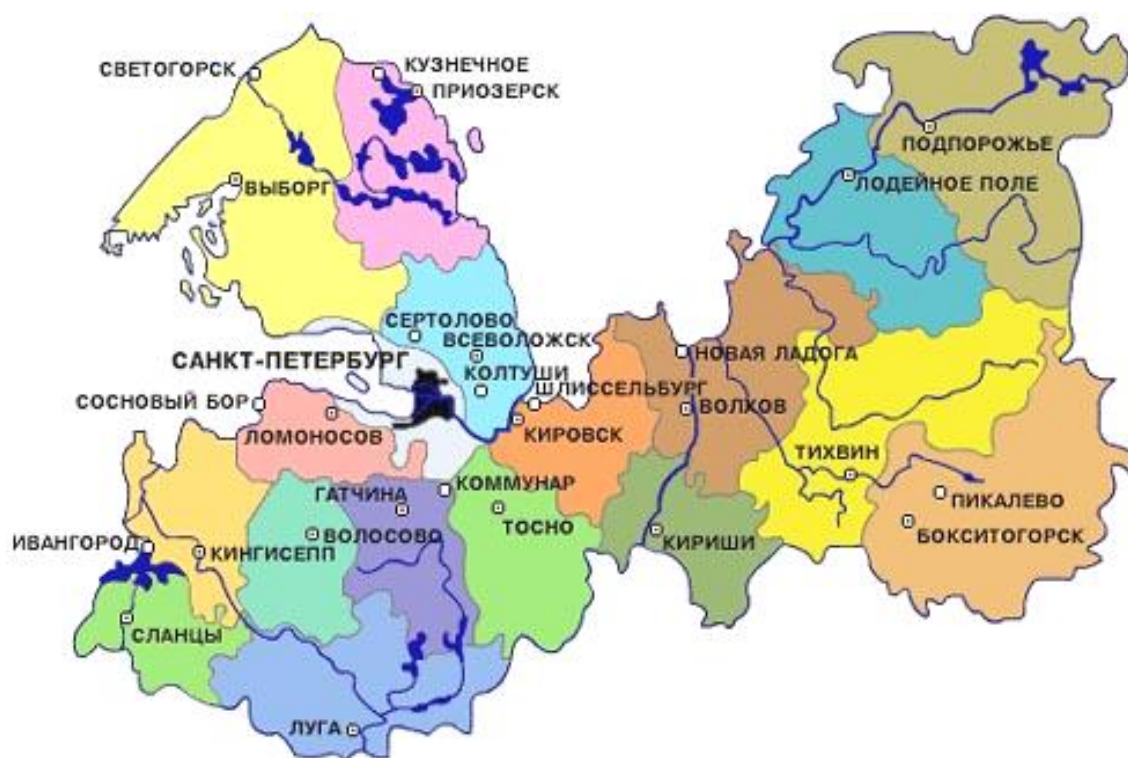 СВЕТОГОРСК
КУЗНЕЧНОЕ
ПРИОЗЕРСК
ПОДПОРОЖЬЕ
ВЫБОРГ
ЛОДЕЙНОЕ ПОЛЕ
СЕРТОЛОВО
ВСЕВОЛОЖСК
САНКТ-ПЕТЕРБУРГ
КОЛТУШИ
НОВАЯ ЛАДОГА
ШЛИССЕЛЬБУРГ
СОСНОВЫЙ БОР
ВОЛХОВ
ЛОМОНОСОВ
КИРОВСК
ТИХВИН
КОММУНАР
ГАТЧИНА
ПИКАЛЕВО
ТОСНО
ИВАНГОРОД
КИНГИСЕПП
ВОЛОСОВО
КИРИШИ
БОКСИТОГОРСК
СЛАНЦЫ
ЛУГА